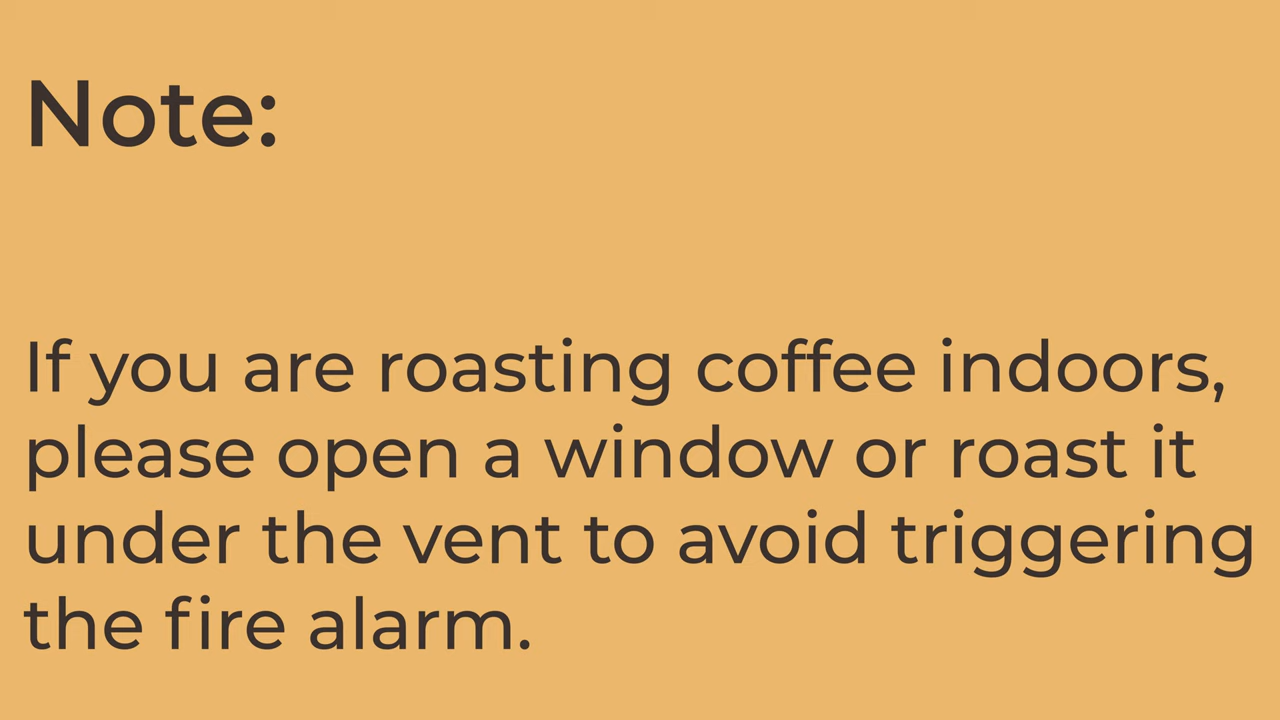 Note:
If you are roasting coffee indoors,
please open a window or roast it
under the vent to avoid triggering
the fire alarm.